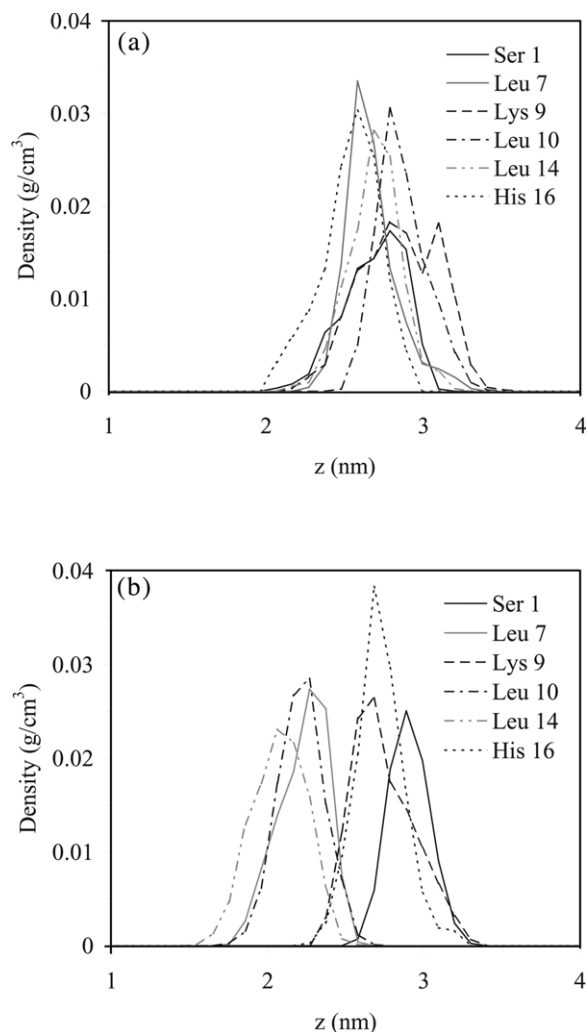 (a)
Ser 1
Leu 7
Lys 9
Leu 10
Leu 14
His 16
Density (g/cm³)
0.04
0.03
0.02
0.01
0
1 2 3 4
z (nm)
(b)
Ser 1
Leu 7
Lys 9
Leu 10
Leu 14
His 16
Density (g/cm³)
0.04
0.03
0.02
0.01
0
1 2 3 4
z (nm)